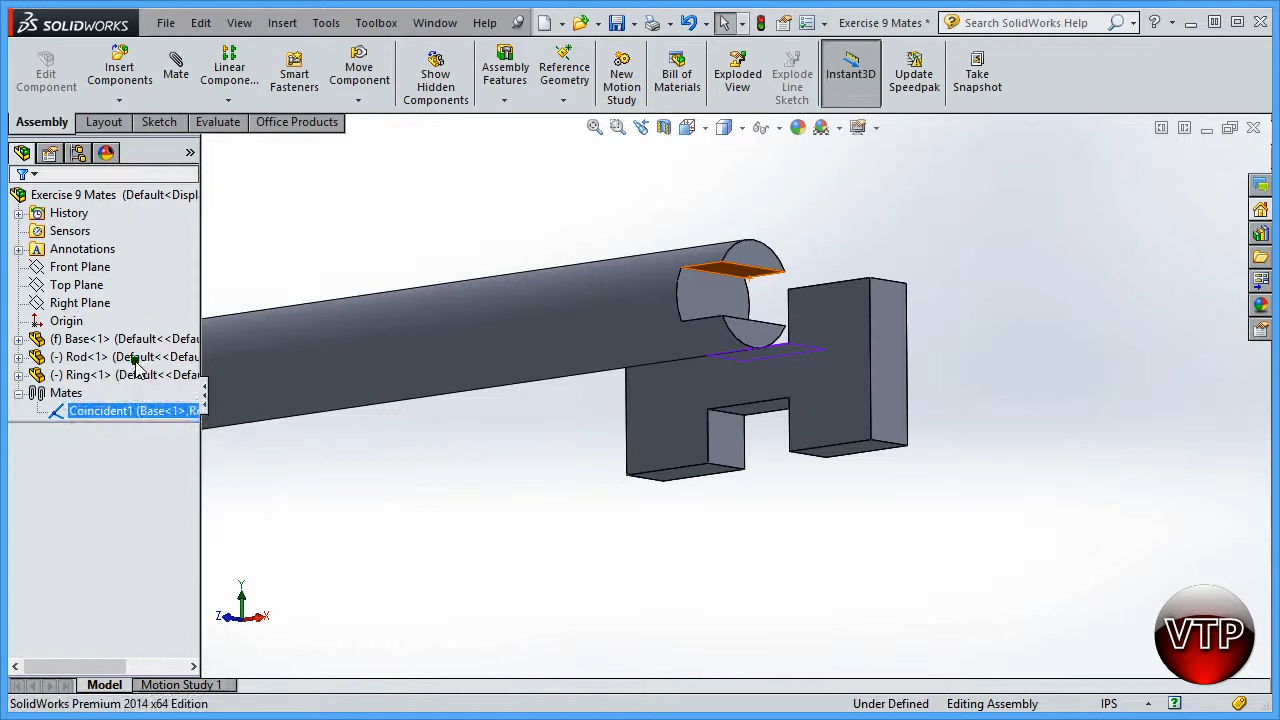 SOLIDWORKS File Edit View Insert Tools Toolbox Window Help Exercise 9 Mates * Search SolidWorks Help
Edit Component
Insert Components
Mate
Linear Compone...
Smart Fasteners
Move Component
Show Hidden Components
Assembly Features
Reference Geometry
New Motion Study
Bill of Materials
Exploded View
Explode Line Sketch
Instant3D
Update Speedpak
Take Snapshot
Assembly Layout Sketch Evaluate Office Products
Exercise 9 Mates (Default<Displ
History
Sensors
Annotations
Front Plane
Top Plane
Right Plane
Origin
(f) Base<1> (Default<<Defau
(-) Rod<1> (Default<<Defau
(-) Ring<1> (Default<<Defau
Mates
Coincident1 (Base<1>,Ro
Y
Z X
VTP
Model Motion Study 1
SolidWorks Premium 2014 x64 Edition Under Defined Editing Assembly IPS